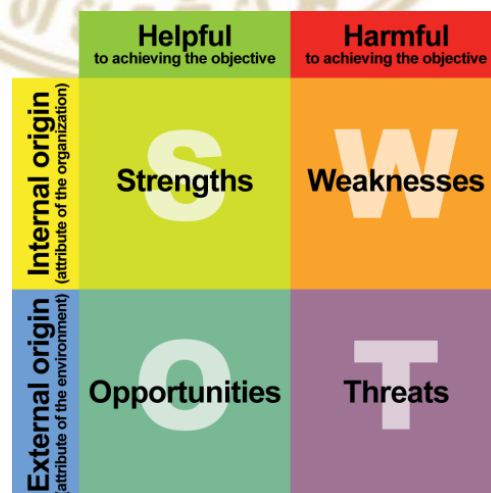 Helpful
to achieving the objective
Harmful
to achieving the objective
Internal origin
(attribute of the organization)
S
Strengths
W
Weaknesses
External origin
(attribute of the environment)
O
Opportunities
T
Threats